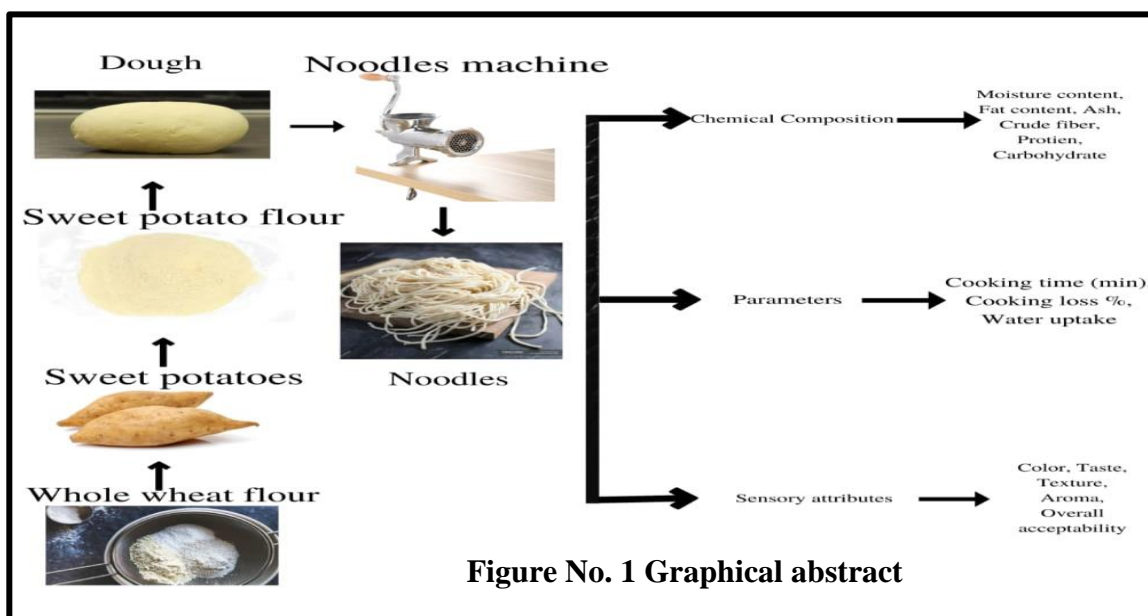 Dough
Noodles machine
Sweet potato flour
Sweet potatoes
Whole wheat flour
Noodles
Chemical Composition
Moisture content,
Fat content, Ash,
Crude fiber,
Protien,
Carbohydrate
Parameters
Cooking time (min)
Cooking loss %,
Water uptake
Sensory attributes
Color, Taste,
Texture,
Aroma,
Overall
acceptability
Figure No. 1 Graphical abstract